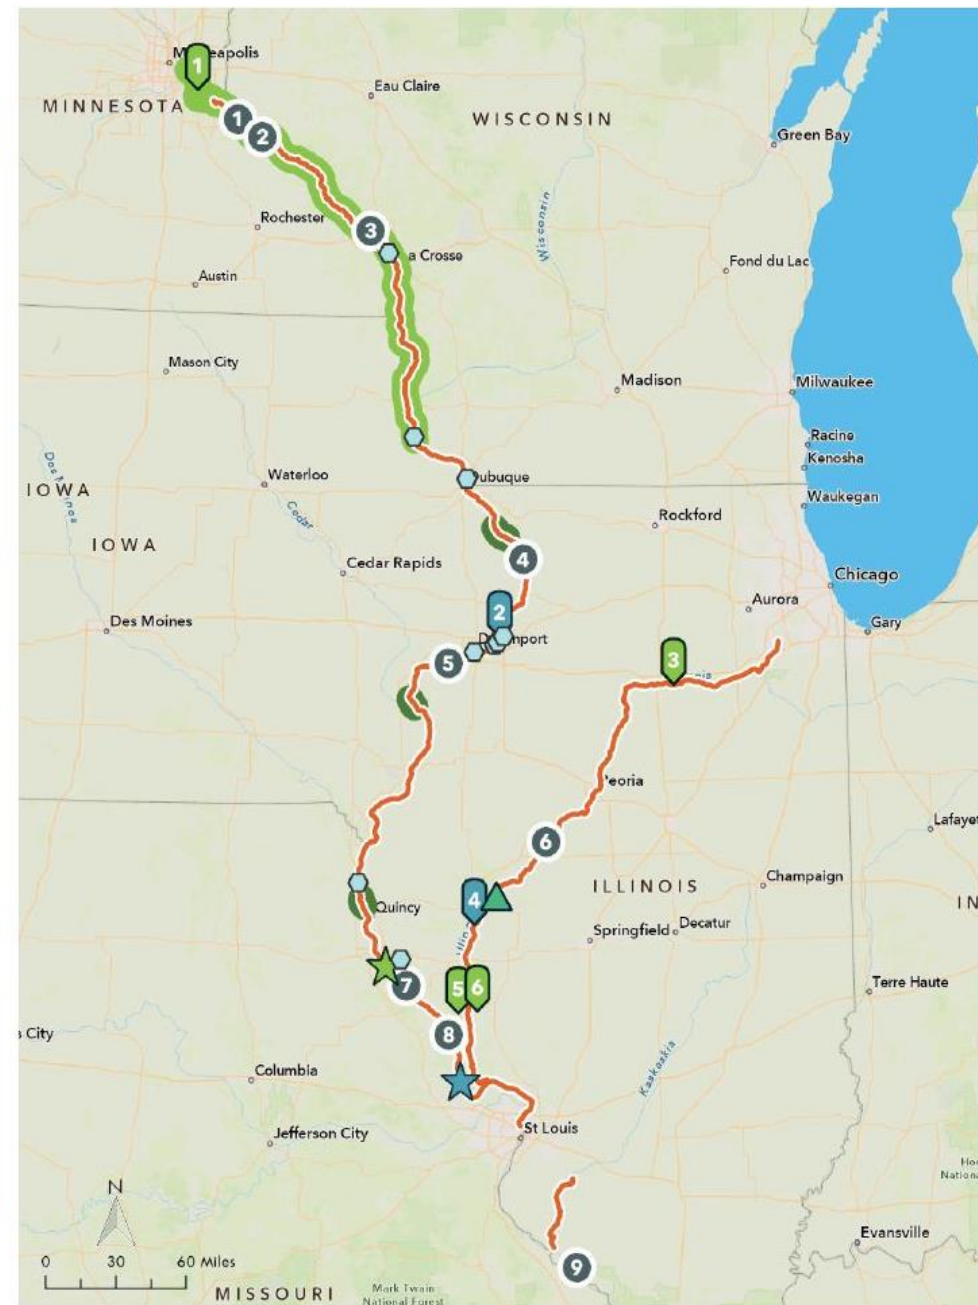 Minneapolis
1
Eau Claire
MINNESOTA
1
2
WISCONSIN
Green Bay
Wisconsin
Rochester
3
a Crosse
Fond du Lac
Austin
Mason City
Madison
Milwaukee
Racine
Kenosha
Waukegan
Des Moines
Waterloo
Dubuque
IOWA
Cedar
Rockford
IOWA
4
Cedar Rapids
Chicago
Aurora
2
Des Moines
Gary
Davenport
5
3
Peoria
Lafayet
6
ILLINOIS
Champaign
4
IN
Quincy
Springfield
Decatur
7
5
6
Terre Haute
s City
8
Columbia
Kaskaskia
St Louis
Jefferson City
Ho
Nationa
N
Evansville
0 30 60 Miles
9
MISSOURI
Mark Twain
National Forest